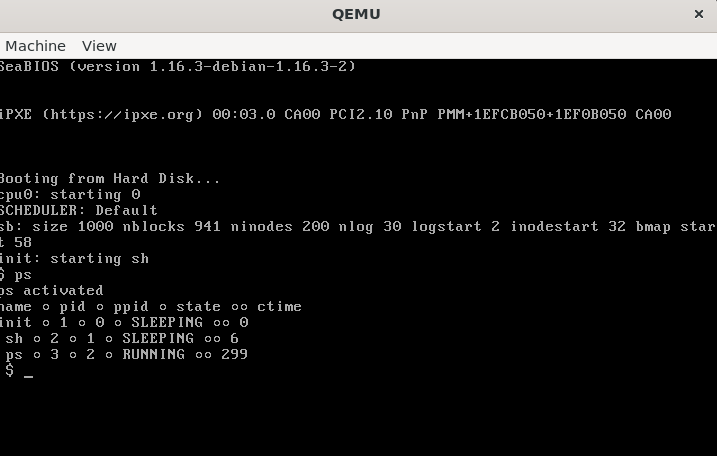 QEMU
Machine View
SeaBIOS (version 1.16.3-debian-1.16.3-2)
iPXE (https://ipxe.org) 00:03.0 CA00 PCI2.10 PnP PMM+1EFCB050+1EF0B050 CA00
Booting from Hard Disk...
cpu0: starting 0
SCHEDULER: Default
sb: size 1000 nblocks 941 ninodes 200 nlog 30 logstart 2 inodestart 32 bmap star
t 58
init: starting sh
$ ps
ps activated
name ○ pid ○ ppid ○ state ○○ ctime
init ○ 1 ○ 0 ○ SLEEPING ○○ 0
sh ○ 2 ○ 1 ○ SLEEPING ○○ 6
ps ○ 3 ○ 2 ○ RUNNING ○○ 299
$ _